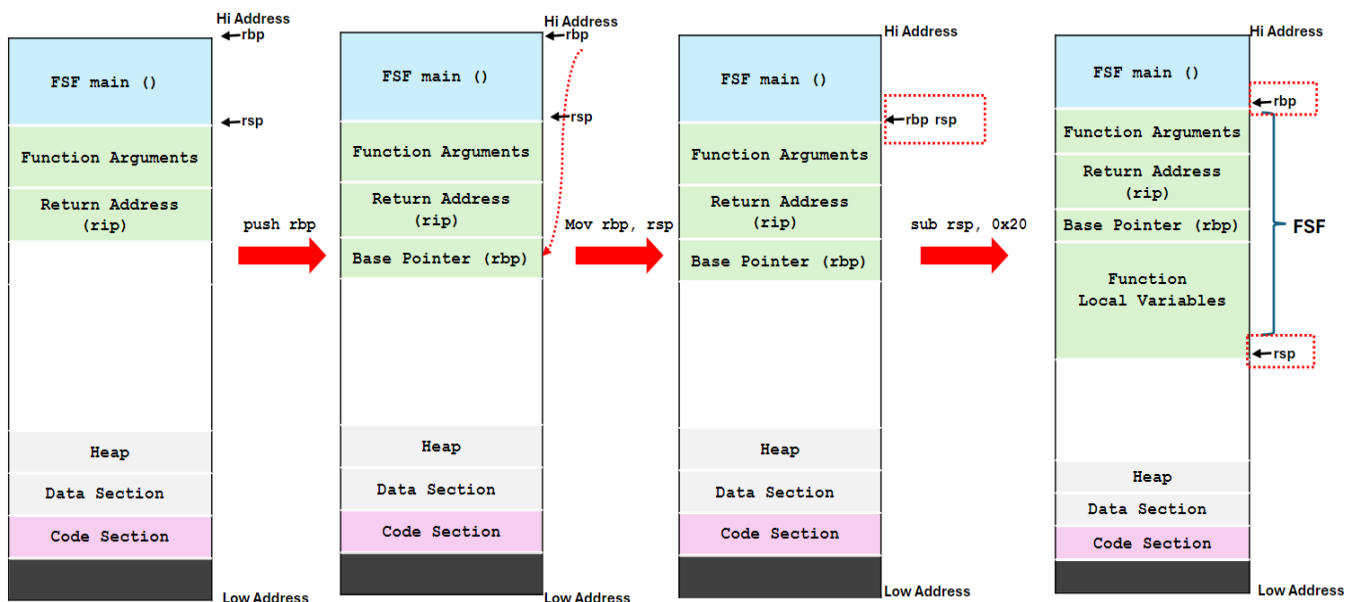 Hi Address
rbp
FSF main ()
rsp
Function Arguments
Return Address
(rip)
Heap
Data Section
Code Section
Low Address
push rbp
Hi Address
rbp
FSF main ()
rsp
Function Arguments
Return Address
(rip)
Base Pointer (rbp)
Heap
Data Section
Code Section
Low Address
Mov rbp, rsp
Hi Address
FSF main ()
rbp rsp
Function Arguments
Return Address
(rip)
Base Pointer (rbp)
Heap
Data Section
Code Section
Low Address
sub rsp, 0x20
Hi Address
FSF main ()
rbp
Function Arguments
Return Address
(rip)
Base Pointer (rbp)
FSF
Function
Local Variables
rsp
Heap
Data Section
Code Section
Low Address